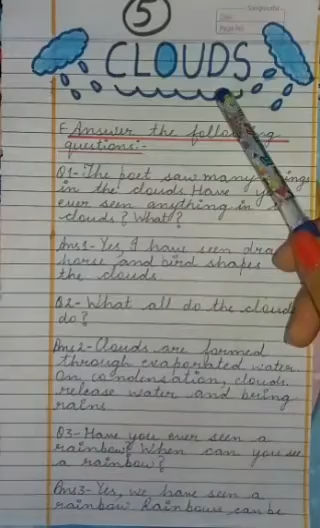 5
CLOUDS
E. Answer the following
questions:-
Q1- The poet saw many things
in the clouds. Have you
ever seen anything in
clouds? What?
Ans1- Yes, I have seen
horse and bird shapes
the clouds
Q2- What all do the
do?
Ans2- Clouds are formed
through evaporated water.
On condensation, clouds
release water and bring
rains
Q3- Have you ever seen a
rainbow? When can you see
a rainbow?
Ans3- Yes, we have seen a
rainbow Rainbows can be